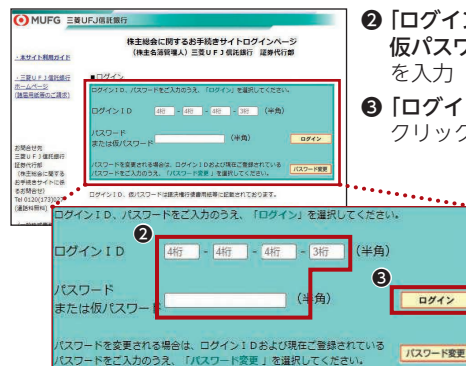 MUFG 三菱UFJ信託銀行
株主総会に関するお手続きサイトログインページ
(株主名簿管理人) 三菱UFJ信託銀行 証券代行部
・本サイト利用ガイド
・三菱UFJ信託銀行
ホームページ
■ログイン
ログインID、パスワードをご入力のうえ、「ログイン」を選択してください。
ログインID 4桁 - 4桁 - 4桁 - 3桁 (半角)
パスワード
または仮パスワード (半角) ログイン
パスワードを変更される場合は、ログインIDおよび現在ご登録されている
パスワードをご入力のうえ、「パスワード変更」を選択してください。 パスワード変更
ログインID、仮パスワードは議決権行使書用紙等に記載されております。
お問合せ先
三菱UFJ信託銀行
証券代行部
(株主総会に関する
お手続きサイトに係
るお問合せ)
❷「ログイン
仮パスワ
を入力
❸「ログイ
クリック
ログインID、パスワードをご入力のうえ、「ログイン」を選択してください。
❷
ログインID 4桁 - 4桁 - 4桁 - 3桁 (半角)
❸
パスワード
または仮パスワード (半角) ログイン
パスワードを変更される場合は、ログインIDおよび現在ご登録されている
パスワードをご入力のうえ、「パスワード変更」を選択してください。 パスワード変更